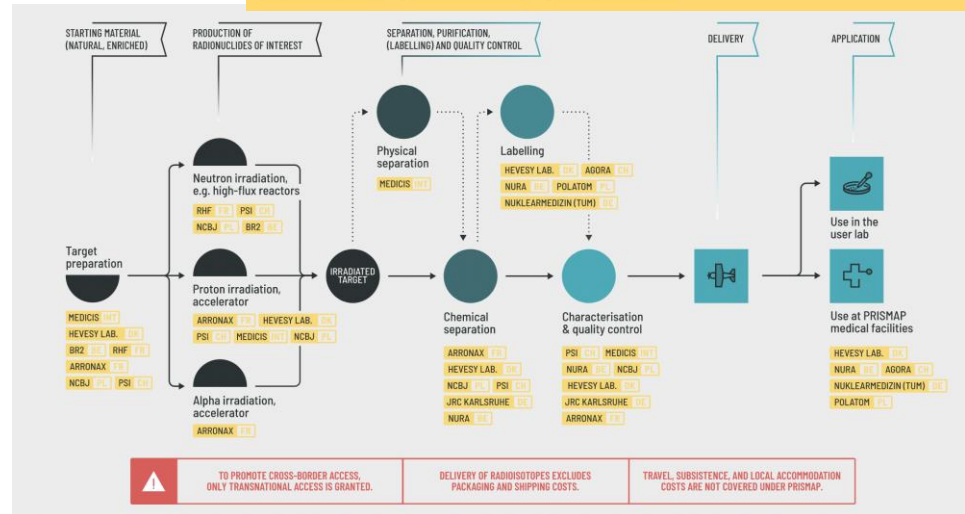 STARTING MATERIAL
(NATURAL, ENRICHED)
PRODUCTION OF
RADIONUCLIDES OF INTEREST
SEPARATION, PURIFICATION,
(LABELLING) AND QUALITY CONTROL
DELIVERY
APPLICATION
Target
preparation
MEDICIS INT
HEVESY LAB. DK
BR2 BE RHF FR
ARRONAX FR
NCBJ PL PSI CH
Neutron irradiation,
e.g. high-flux reactors
RHF FR PSI CH
NCBJ PL BR2 BE
Proton irradiation,
accelerator
ARRONAX FR HEVESY LAB. DK
PSI CH MEDICIS INT NCBJ PL
Alpha irradiation,
accelerator
ARRONAX FR
IRRADIATED
TARGET
Physical
separation
MEDICIS INT
Labelling
HEVESY LAB. DK AGORA CH
NURA BE POLATOM PL
NUKLEARMEDIZIN (TUM) DE
Chemical
separation
ARRONAX FR
HEVESY LAB. DK
NCBJ PL PSI CH
JRC KARLSRUHE DE
NURA BE
Characterisation
& quality control
PSI CH MEDICIS INT
NURA BE NCBJ PL
HEVESY LAB. DK
JRC KARLSRUHE DE
ARRONAX FR
Use in the
user lab
Use at PRISMAP
medical facilities
HEVESY LAB. DK
NURA BE AGORA CH
NUKLEARMEDIZIN (TUM) DE
POLATOM PL
TO PROMOTE CROSS-BORDER ACCESS,
ONLY TRANSNATIONAL ACCESS IS GRANTED.
DELIVERY OF RADIOISOTOPES EXCLUDES
PACKAGING AND SHIPPING COSTS.
TRAVEL, SUBSISTENCE, AND LOCAL ACCOMMODATION
COSTS ARE NOT COVERED UNDER PRISMAP.